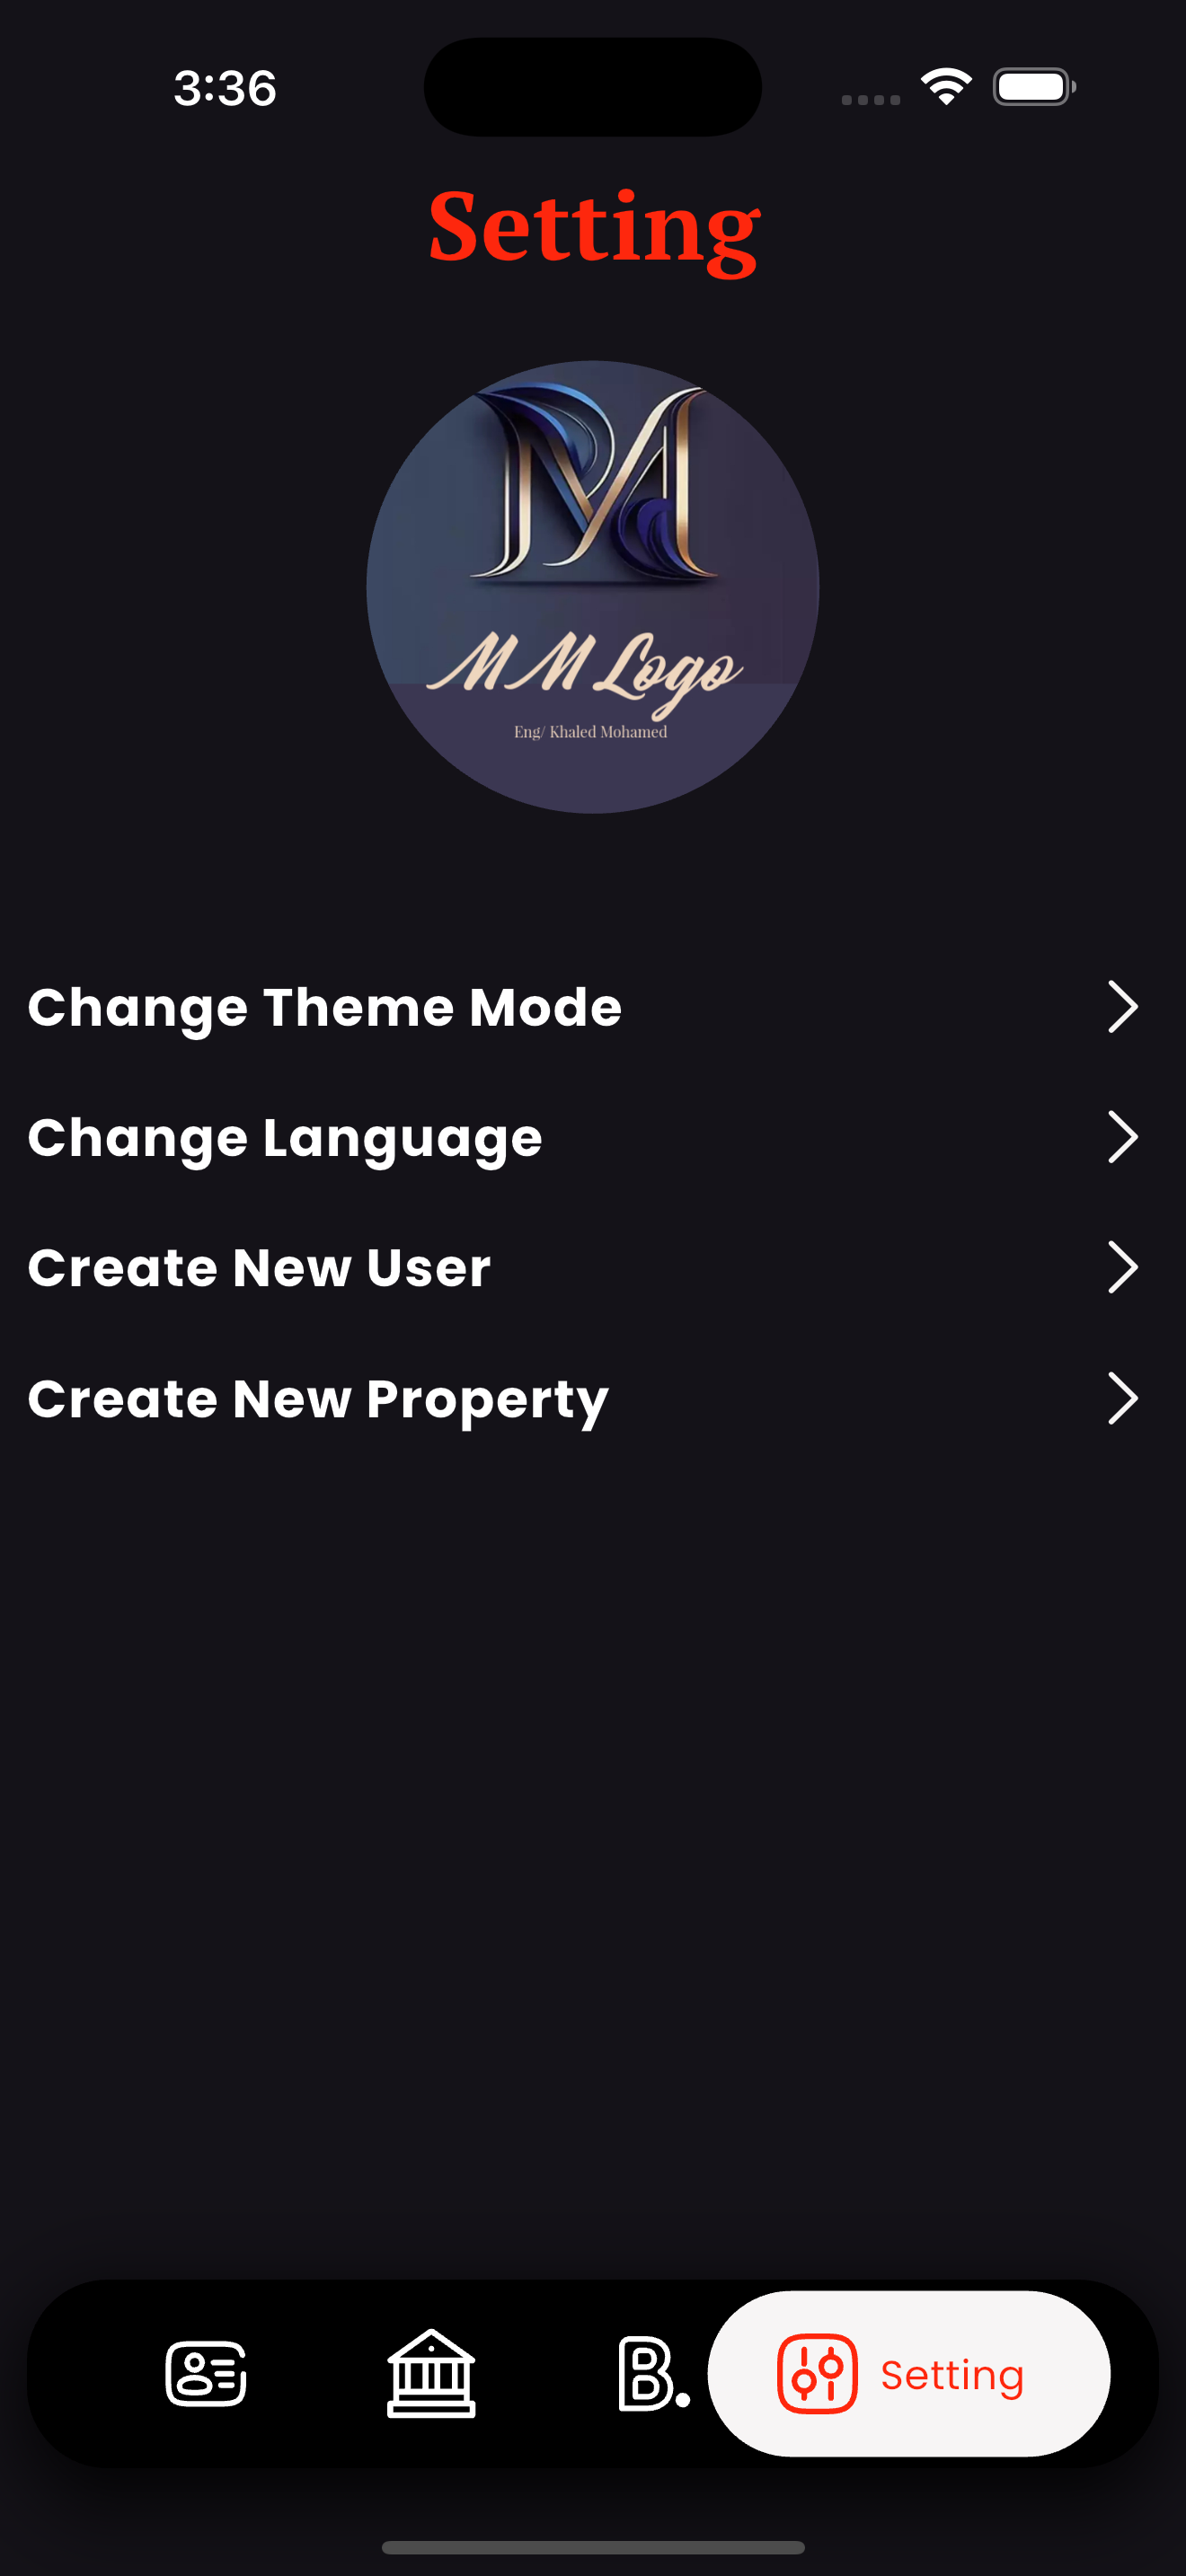 3:36
Setting
M
MM Logo
Eng/ Khaled Mohamed
Change Theme Mode
Change Language
Create New User
Create New Property
B.
Setting